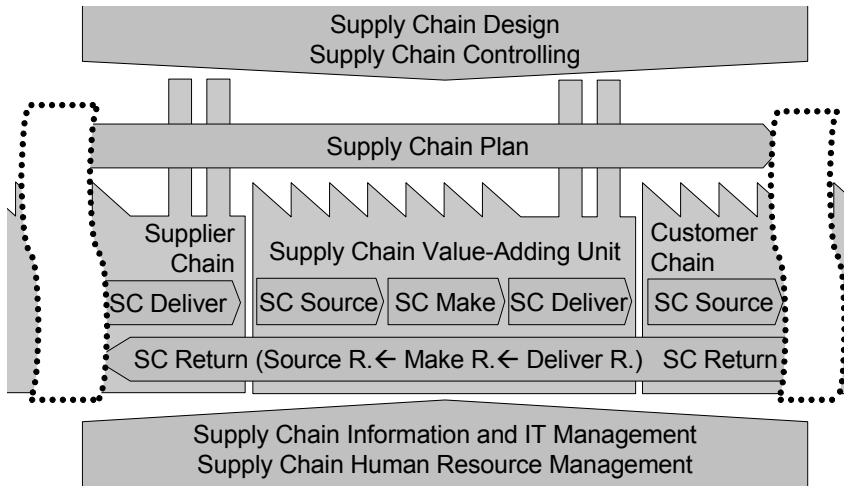 Supply Chain Design
Supply Chain Controlling
Supply Chain Plan
Supplier
Chain
Supply Chain Value-Adding Unit
Customer
Chain
SC Deliver
SC Source
SC Make
SC Deliver
SC Source
SC Return (Source R.← Make R.← Deliver R.)
SC Return
Supply Chain Information and IT Management
Supply Chain Human Resource Management